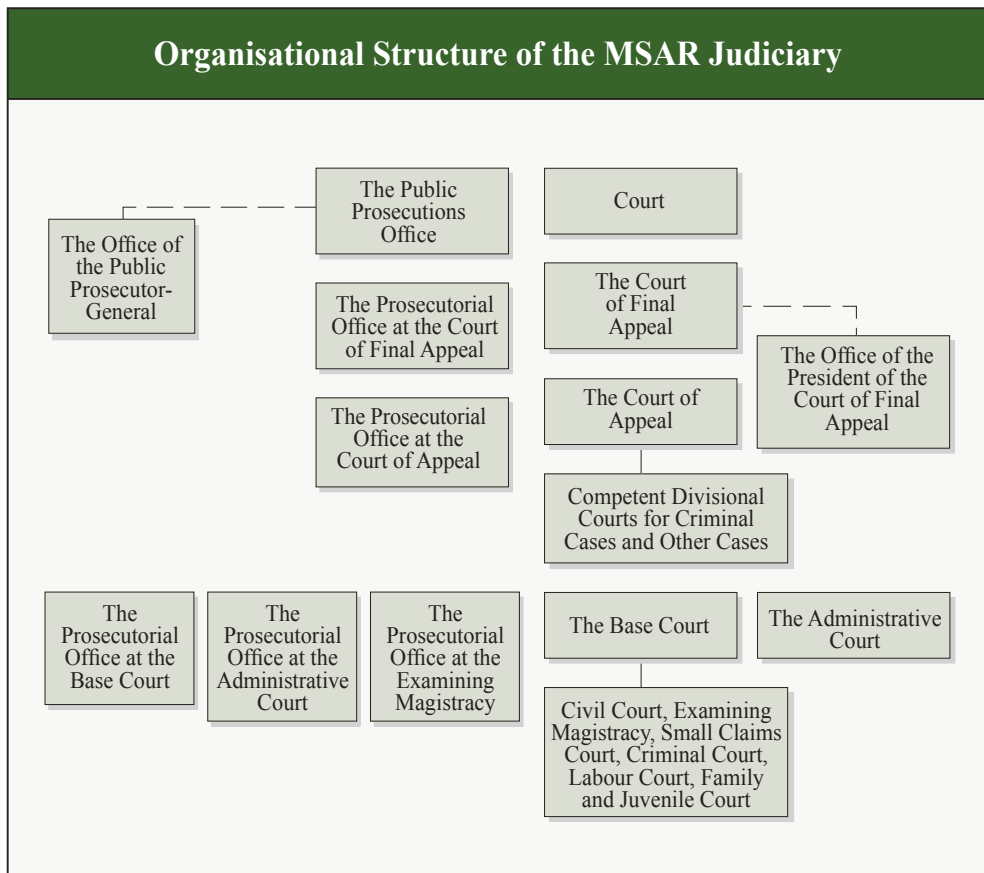 Organisational Structure of the MSAR Judiciary
The Public
Prosecutions
Office
Court
The Office of
the Public
Prosecutor-
General
The Prosecutorial
Office at the Court
of Final Appeal
The Court
of Final
Appeal
The Office of the
President of the
Court of Final
Appeal
The Prosecutorial
Office at the
Court of Appeal
The Court of
Appeal
Competent Divisional
Courts for Criminal
Cases and Other Cases
The
Prosecutorial
Office at the
Base Court
The
Prosecutorial
Office at the
Administrative
Court
The
Prosecutorial
Office at the
Examining
Magistracy
The Base Court
The Administrative
Court
Civil Court, Examining
Magistracy, Small Claims
Court, Criminal Court,
Labour Court, Family
and Juvenile Court